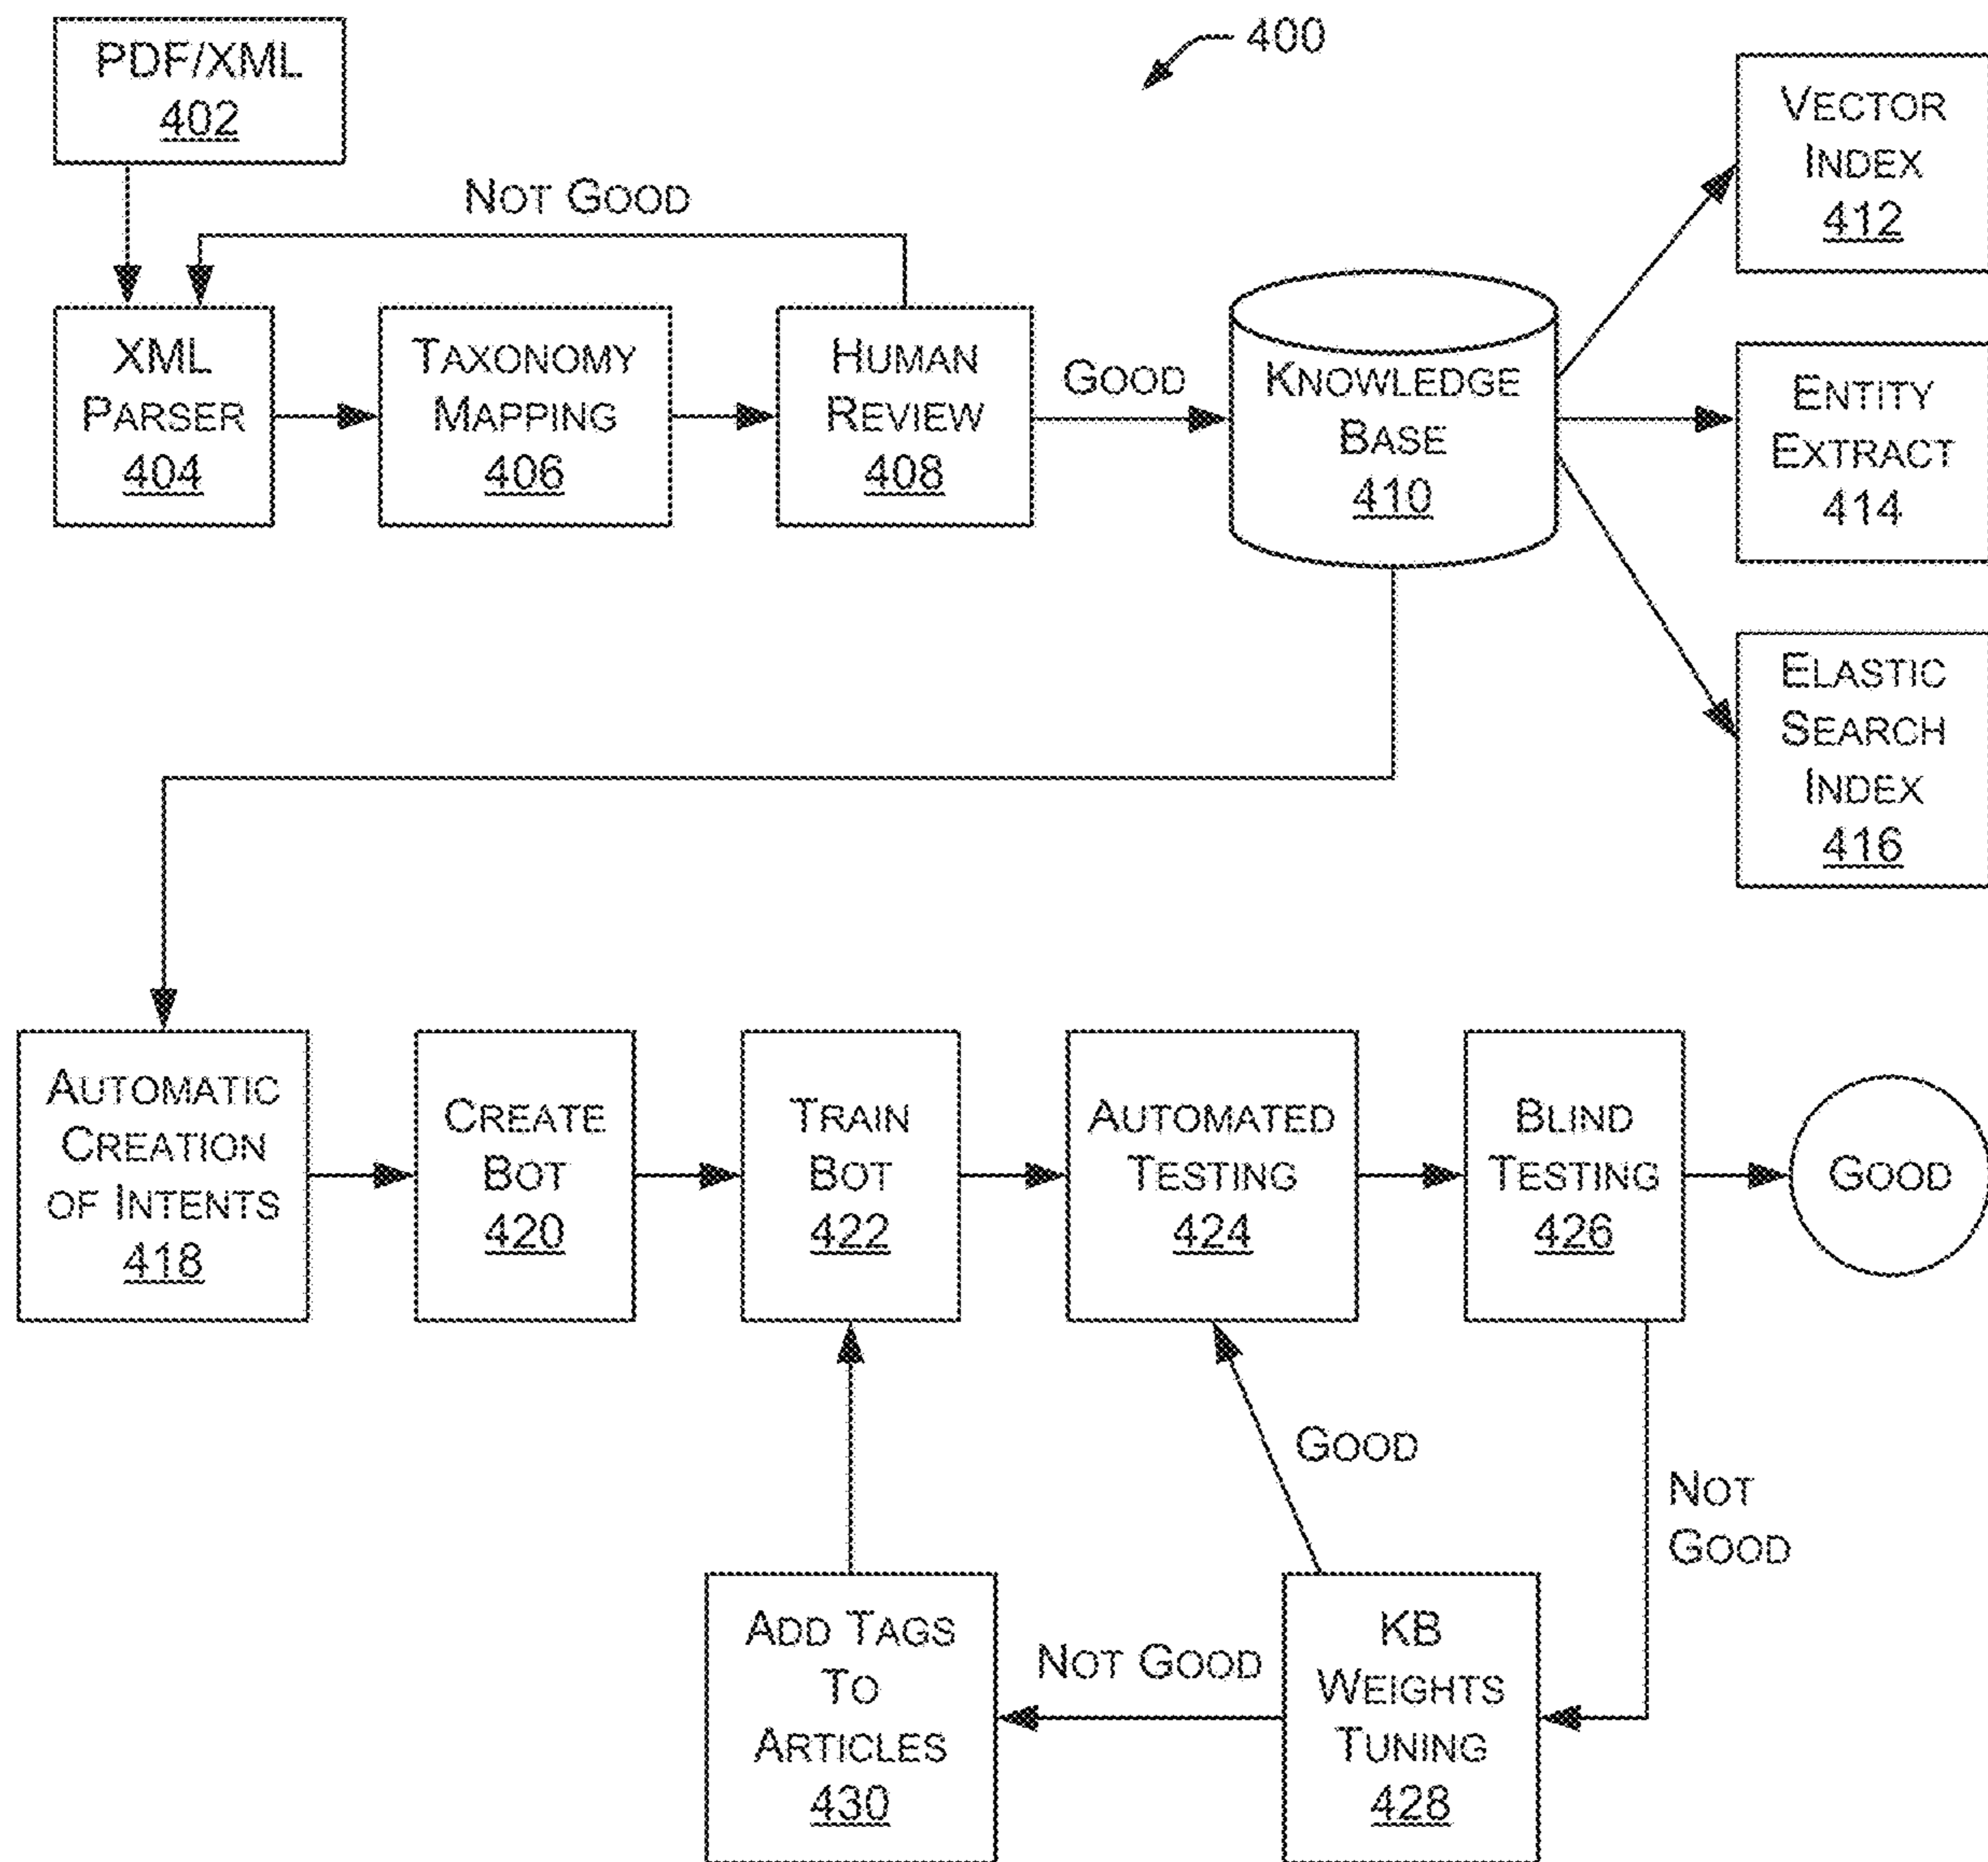 PDF/XML
402
400
NOT GOOD
XML
PARSER
404
TAXONOMY
MAPPING
406
HUMAN
REVIEW
408
GOOD
KNOWLEDGE
BASE
410
VECTOR
INDEX
412
ENTITY
EXTRACT
414
ELASTIC
SEARCH
INDEX
416
AUTOMATIC
CREATION
OF INTENTS
418
CREATE
BOT
420
TRAIN
BOT
422
AUTOMATED
TESTING
424
BLIND
TESTING
426
GOOD
GOOD
NOT
GOOD
ADD TAGS
TO
ARTICLES
430
NOT GOOD
KB
WEIGHTS
TUNING
428